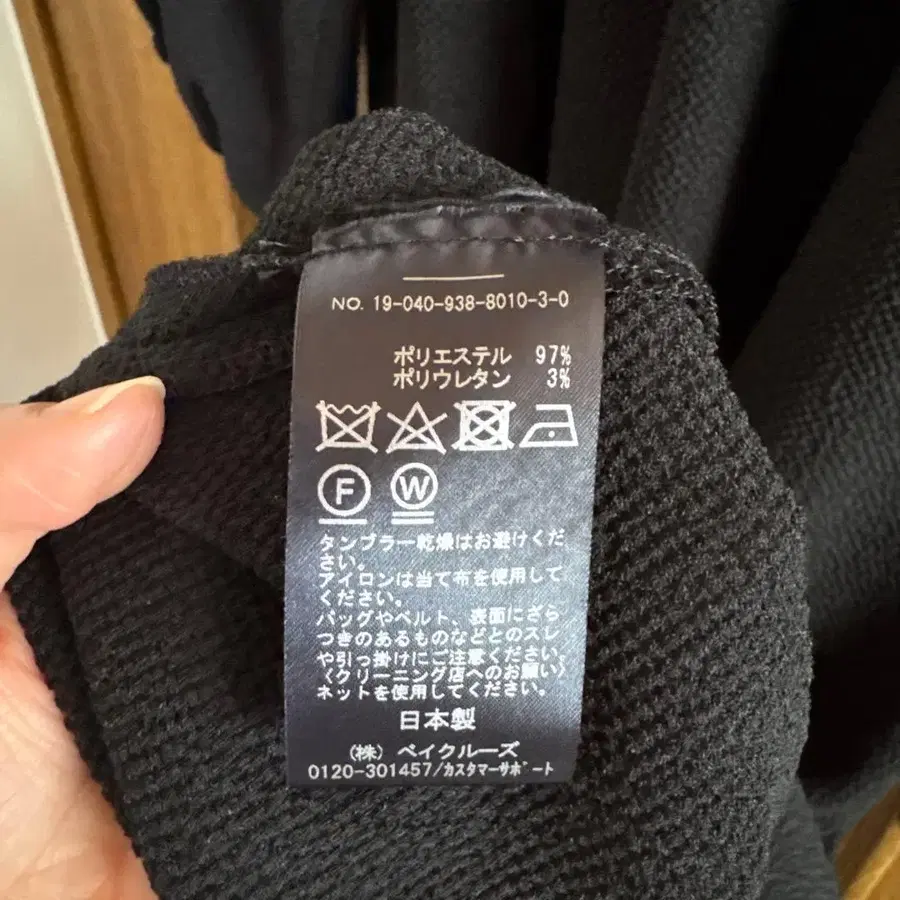 NO. 19-040-938-8010-3-0
ポリエステル 97%
ポリウレタン 3%
F W
タンブラー乾燥はお避けくだ
さい。
アイロンは当て布を使用して
ください。
バッグやベルト、表面にざら
つきのあるものなどとのスレ
や引っ掛けにご注意ください。
〈クリーニング店へのお願い〉
ネットを使用してください。
日本製
(株) ベイクルーズ
0120-301457/カスタマーサポート